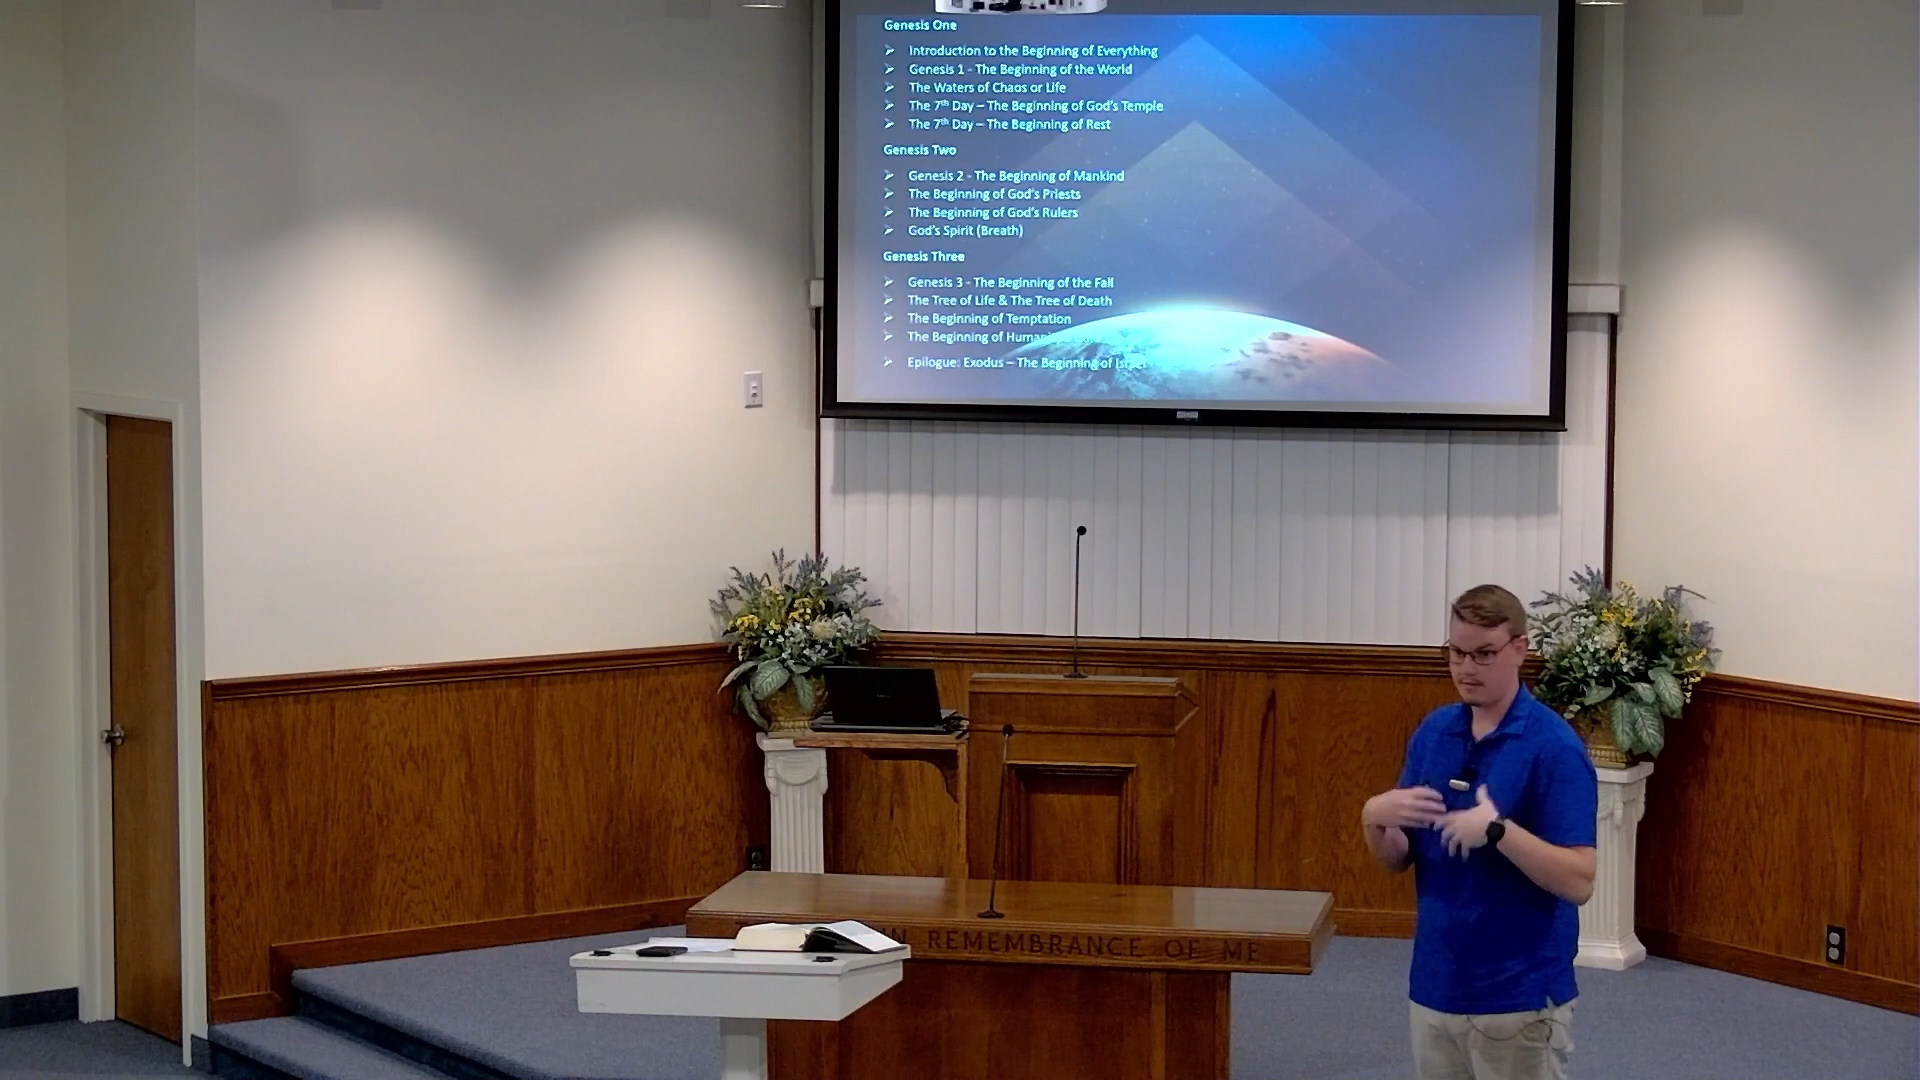 Genesis One
Introduction to the Beginning of Everything
Genesis 1 - The Beginning of the World
The Waters of Chaos or Life
The 7th Day – The Beginning of God's Temple
The 7th Day – The Beginning of Rest
Genesis Two
Genesis 2 - The Beginning of Mankind
The Beginning of God's Priests
The Beginning of God's Rulers
God's Spirit (Breath)
Genesis Three
Genesis 3 - The Beginning of the Fall
The Tree of Life & The Tree of Death
The Beginning of Temptation
The Beginning of
Epilogue: Exodus – The Beginning of Israel
IN REMEMBRANCE OF ME